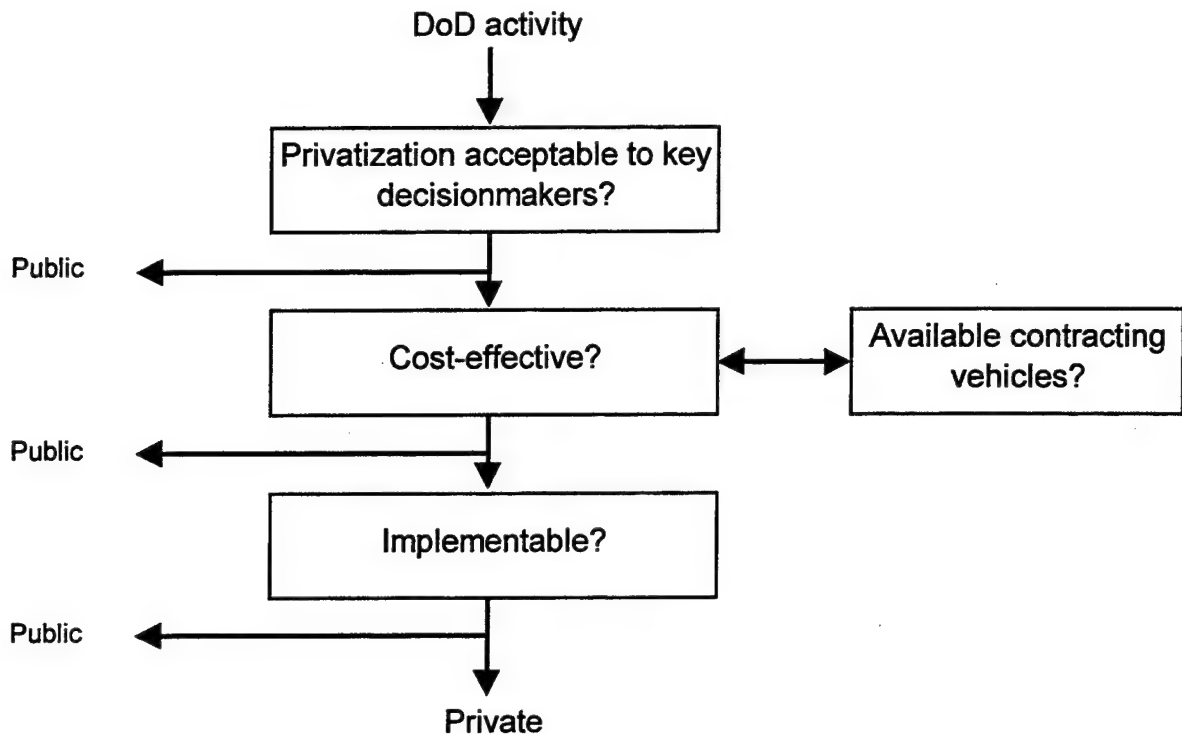 DoD activity
Privatization acceptable to key
decisionmakers?
Public
Cost-effective?
Available contracting
vehicles?
Public
Implementable?
Public
Private